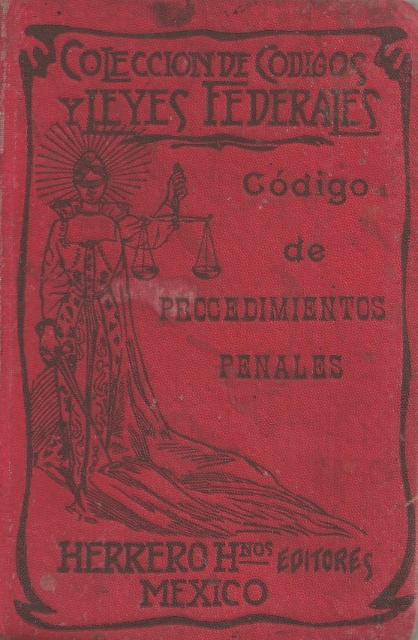 COLECCION DE CODIGOS
Y LEYES FEDERALES
Código
de
PROCEDIMIENTOS
PENALES
HERRERO HNOS EDITORES
MEXICO